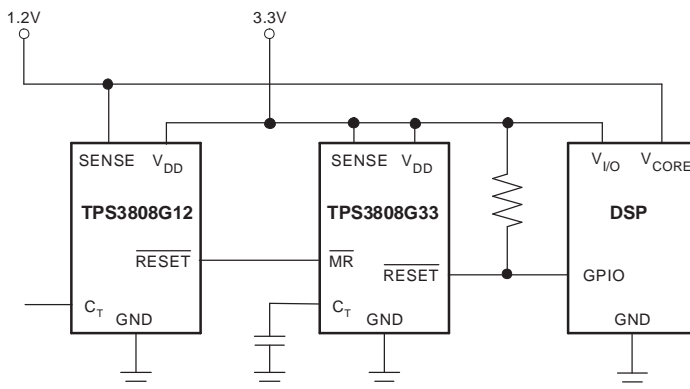 1.2V
3.3V
SENSE V_DD
TPS3808G12
RESET
C_T
GND
SENSE V_DD
TPS3808G33
MR
RESET
C_T
GND
V_I/O V_CORE
DSP
GPIO
GND